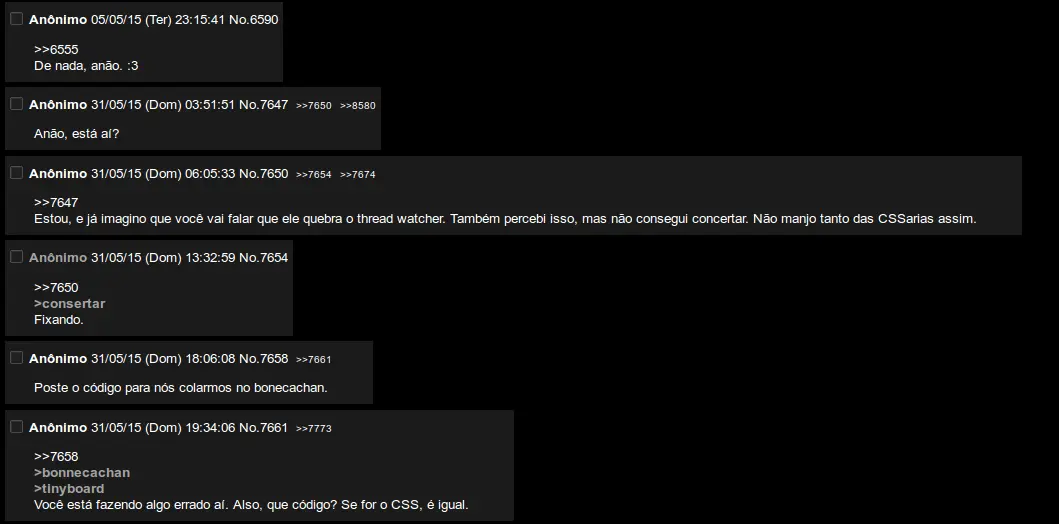 Anônimo 05/05/15 (Ter) 23:15:41 No.6590
>>6555
De nada, anão. :3
Anônimo 31/05/15 (Dom) 03:51:51 No.7647 >>7650 >>8580
Anão, está aí?
Anônimo 31/05/15 (Dom) 06:05:33 No.7650 >>7654 >>7674
>>7647
Estou, e já imagino que você vai falar que ele quebra o thread watcher. Também percebi isso, mas não consegui concertar. Não manjo tanto das CSSarias assim.
Anônimo 31/05/15 (Dom) 13:32:59 No.7654
>>7650
>consertar
Fixando.
Anônimo 31/05/15 (Dom) 18:06:08 No.7658 >>7661
Poste o código para nós colarmos no bonecachan.
Anônimo 31/05/15 (Dom) 19:34:06 No.7661 >>7773
>>7658
>bonnecachan
>tinyboard
Você está fazendo algo errado aí. Also, que código? Se for o CSS, é igual.